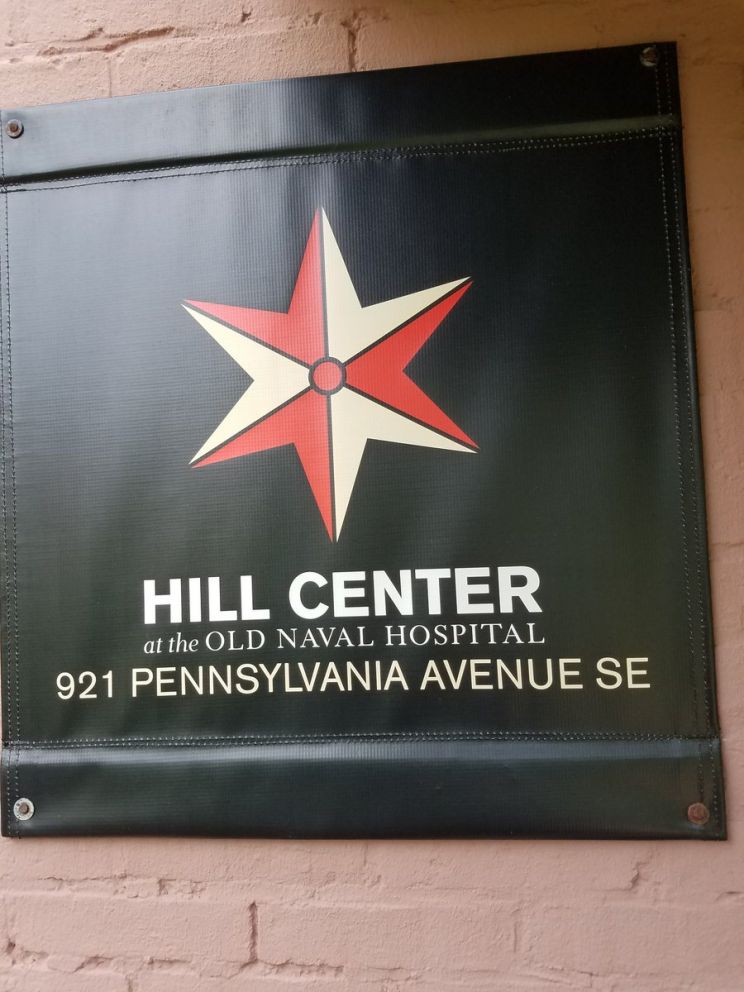 HILL CENTER
at the OLD NAVAL HOSPITAL
921 PENNSYLVANIA AVENUE SE